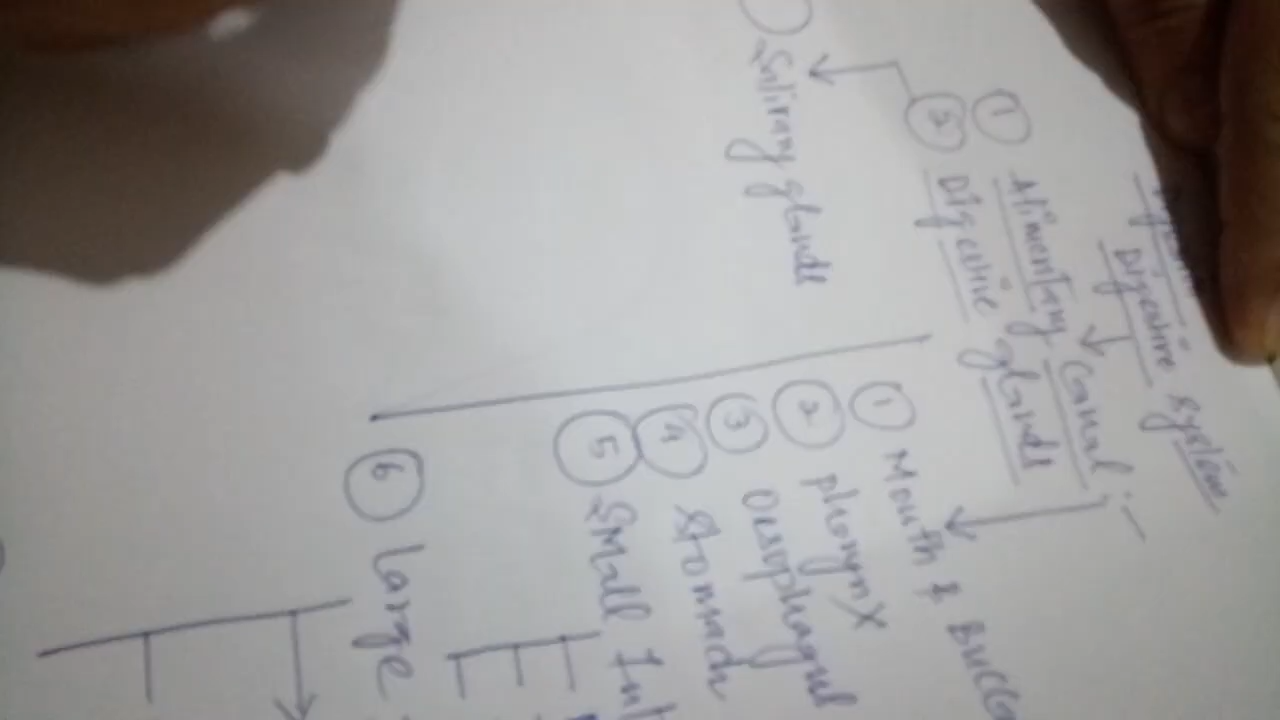 Digestive system
① Alimentary Canal :-
② Digestive glands
Salivary glands
① Mouth & Bucca
② pharynx
③ Oesophagus
④ Stomach
⑤ Small Int
⑥ large